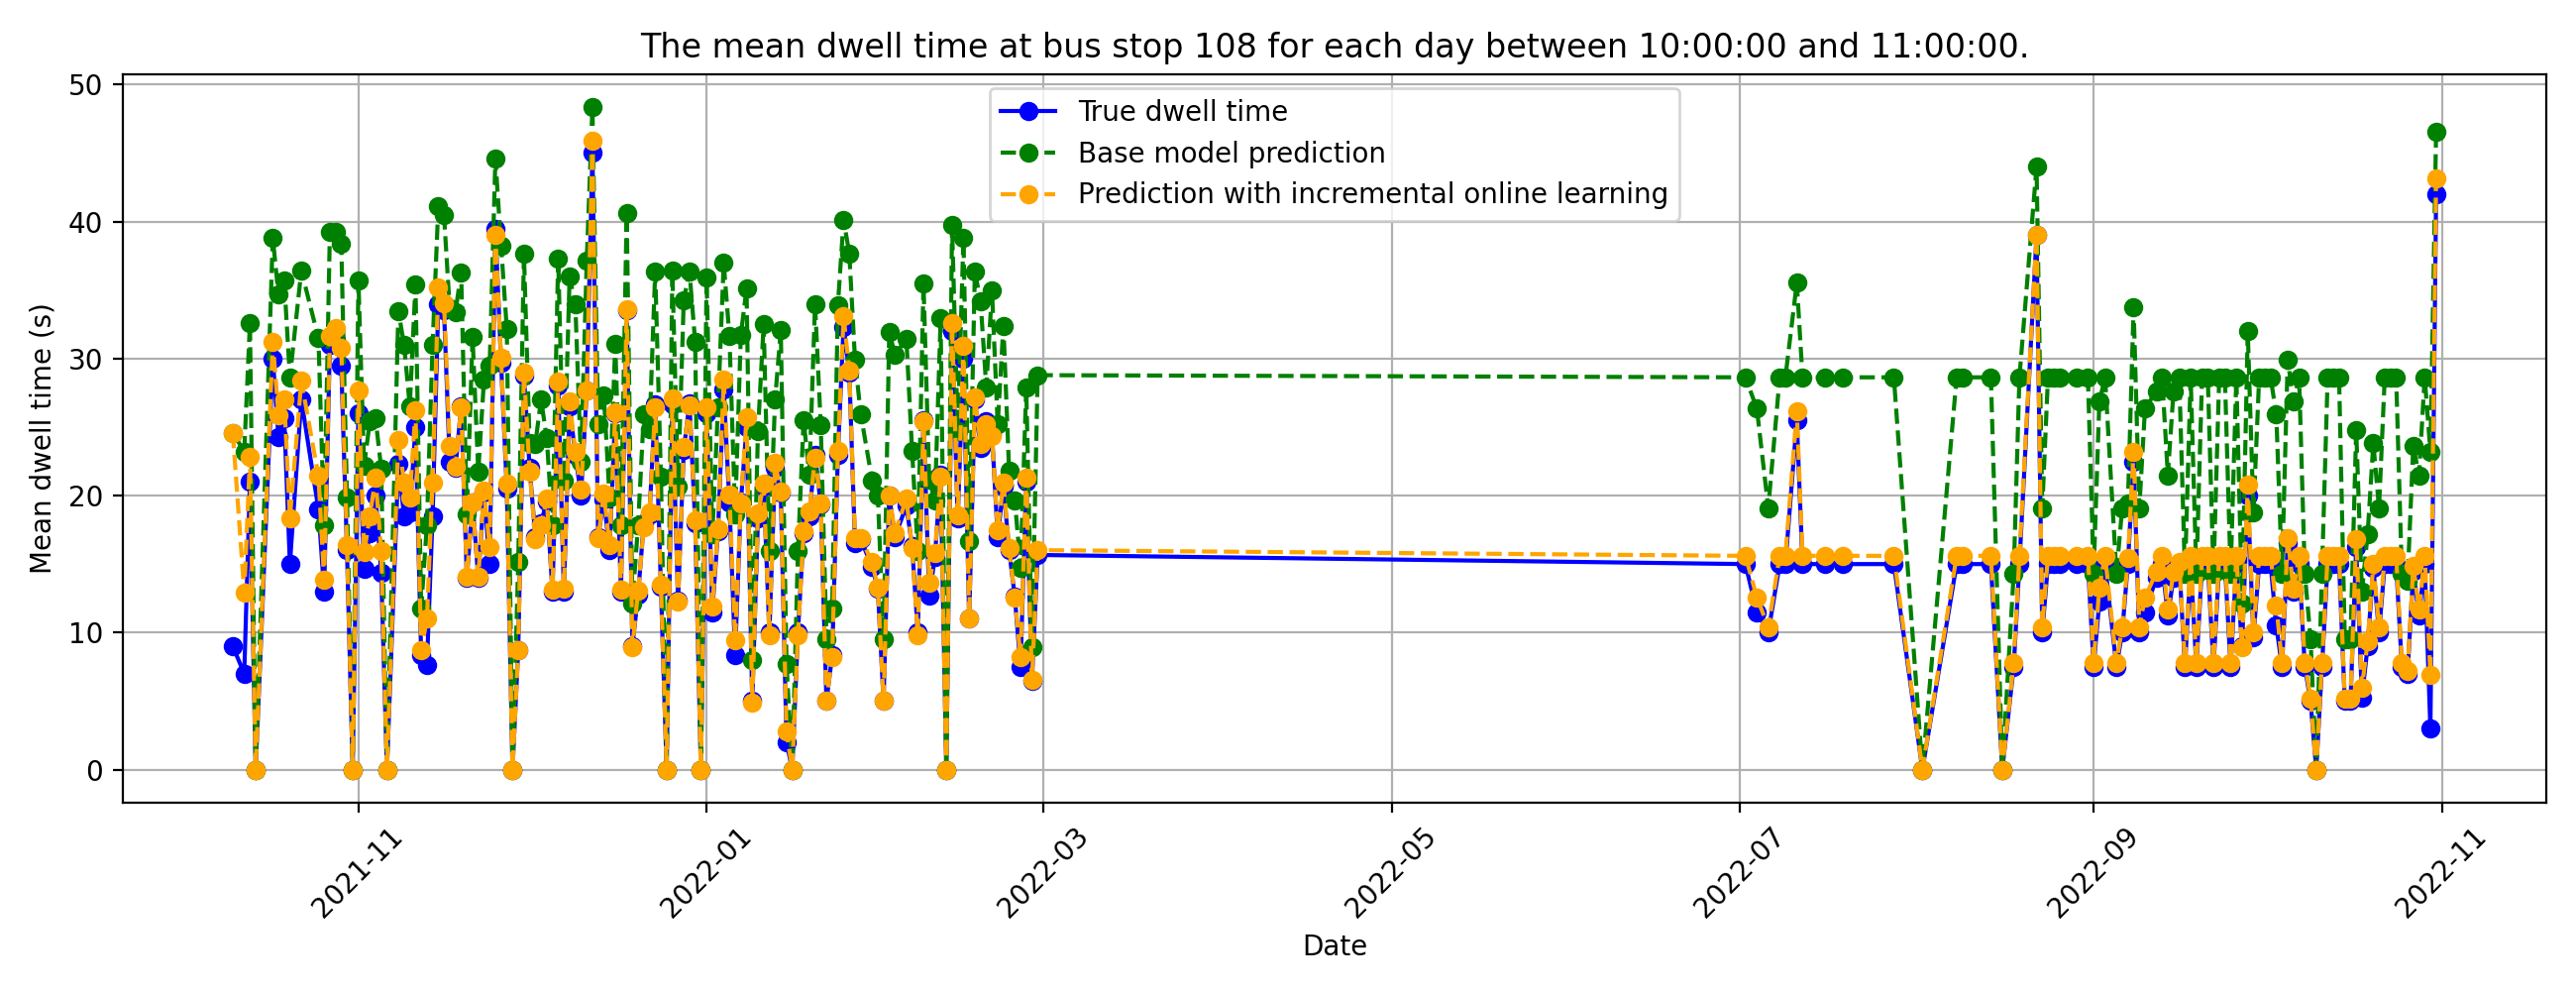 The mean dwell time at bus stop 108 for each day between 10:00:00 and 11:00:00.
True dwell time
Base model prediction
Prediction with incremental online learning
Mean dwell time (s)
50
40
30
20
10
0
2021-11
2022-01
2022-03
2022-05
2022-07
2022-09
2022-11
Date